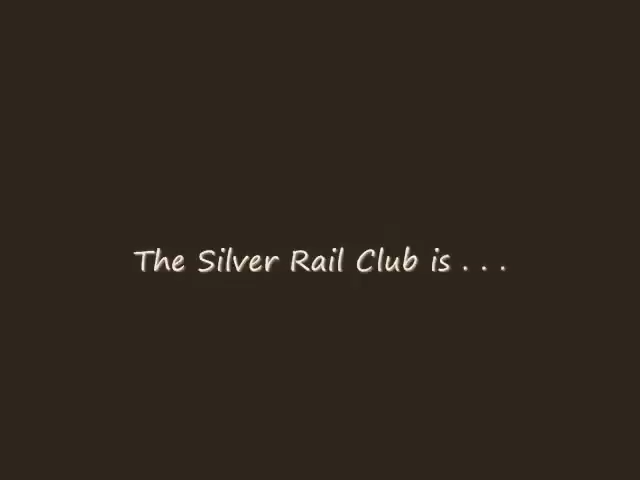 The Silver Rail Club is . . .